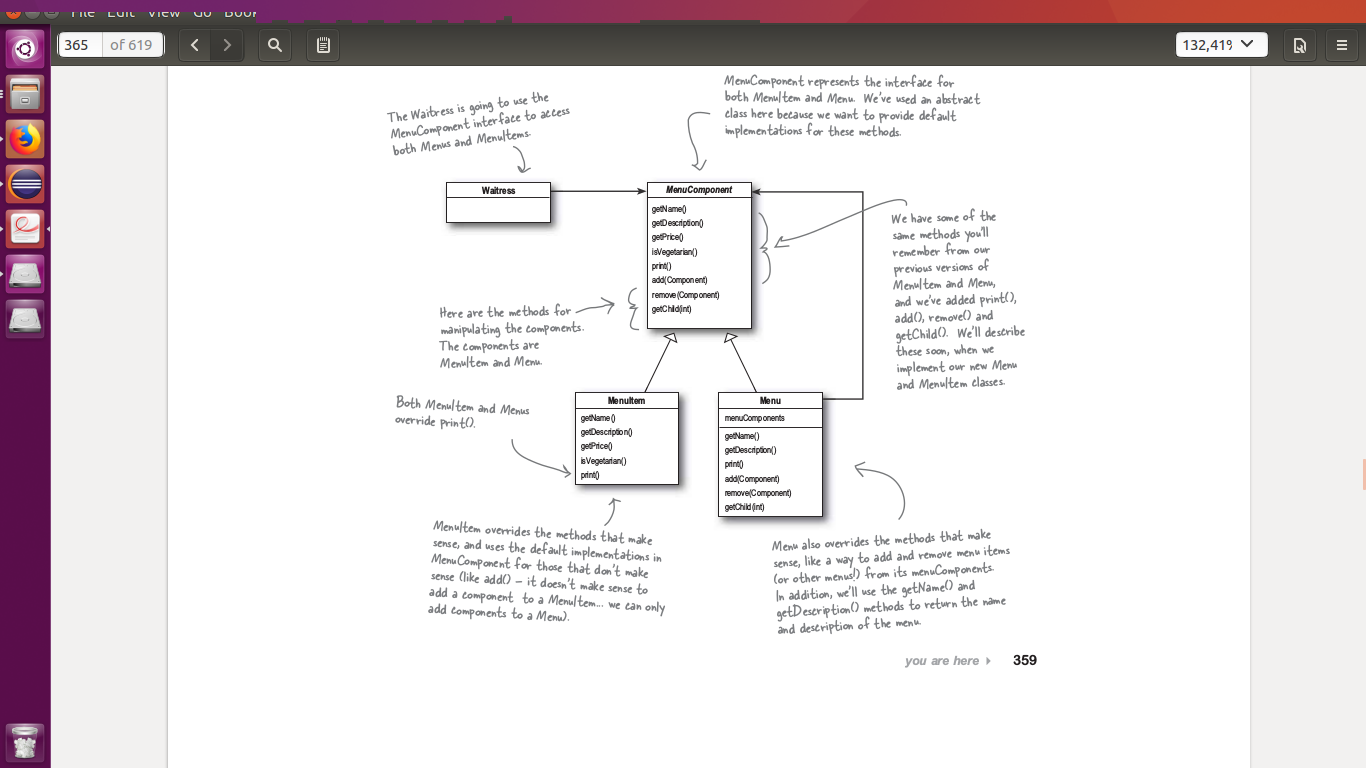 File Edit View Go Book
365 of 619
132,41%
MenuComponent represents the interface for
both MenuItem and Menu. We've used an abstract
class here because we want to provide default
implementations for these methods.
The Waitress is going to use the
MenuComponent interface to access
both Menus and MenuItems.
Waitress
MenuComponent
getName()
getDescription()
getPrice()
isVegetarian()
print()
add(Component)
remove(Component)
getChild(int)
We have some of the
same methods you'll
remember from our
previous versions of
MenuItem and Menu,
and we've added print(),
add(), remove() and
getChild(). We'll describe
these soon, when we
implement our new Menu
and MenuItem classes.
Here are the methods for
manipulating the components.
The components are
MenuItem and Menu.
Both MenuItem and Menus
override print().
MenuItem
getName()
getDescription()
getPrice()
isVegetarian()
print()
Menu
menuComponents
getName()
getDescription()
print()
add(Component)
remove(Component)
getChild(int)
MenuItem overrides the methods that make
sense, and uses the default implementations in
MenuComponent for those that don't make
sense (like add() – it doesn't make sense to
add a component to a MenuItem... we can only
add components to a Menu).
Menu also overrides the methods that make
sense, like a way to add and remove menu items
(or other menus!) from its menuComponents.
In addition, we'll use the getName() and
getDescription() methods to return the name
and description of the menu.
you are here 359